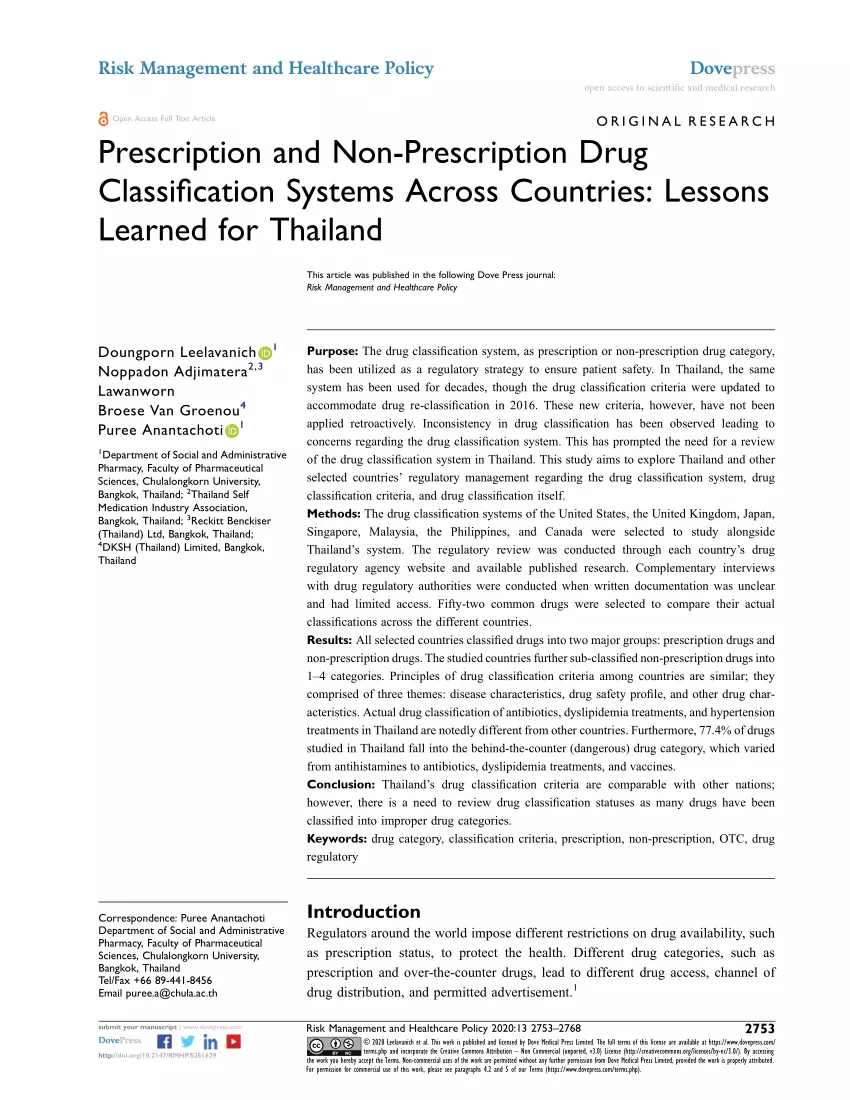 Risk Management and Healthcare Policy
Dovepress
open access to scientific and medical research
Open Access Full Text Article
ORIGINAL RESEARCH
Prescription and Non-Prescription Drug
Classification Systems Across Countries: Lessons
Learned for Thailand
This article was published in the following Dove Press journal:
Risk Management and Healthcare Policy
Doungporn Leelavanich iD 1
Noppadon Adjimatera2,3
Lawanworn
Broese Van Groenou4
Puree Anantachoti iD 1
1Department of Social and Administrative
Pharmacy, Faculty of Pharmaceutical
Sciences, Chulalongkorn University,
Bangkok, Thailand; 2Thailand Self
Medication Industry Association,
Bangkok, Thailand; 3Reckitt Benckiser
(Thailand) Ltd, Bangkok, Thailand;
4DKSH (Thailand) Limited, Bangkok,
Thailand
Purpose: The drug classification system, as prescription or non-prescription drug category,
has been utilized as a regulatory strategy to ensure patient safety. In Thailand, the same
system has been used for decades, though the drug classification criteria were updated to
accommodate drug re-classification in 2016. These new criteria, however, have not been
applied retroactively. Inconsistency in drug classification has been observed leading to
concerns regarding the drug classification system. This has prompted the need for a review
of the drug classification system in Thailand. This study aims to explore Thailand and other
selected countries' regulatory management regarding the drug classification system, drug
classification criteria, and drug classification itself.
Methods: The drug classification systems of the United States, the United Kingdom, Japan,
Singapore, Malaysia, the Philippines, and Canada were selected to study alongside
Thailand's system. The regulatory review was conducted through each country's drug
regulatory agency website and available published research. Complementary interviews
with drug regulatory authorities were conducted when written documentation was unclear
and had limited access. Fifty-two common drugs were selected to compare their actual
classifications across the different countries.
Results: All selected countries classified drugs into two major groups: prescription drugs and
non-prescription drugs. The studied countries further sub-classified non-prescription drugs into
1–4 categories. Principles of drug classification criteria among countries are similar; they
comprised of three themes: disease characteristics, drug safety profile, and other drug char-
acteristics. Actual drug classification of antibiotics, dyslipidemia treatments, and hypertension
treatments in Thailand are notedly different from other countries. Furthermore, 77.4% of drugs
studied in Thailand fall into the behind-the-counter (dangerous) drug category, which varied
from antihistamines to antibiotics, dyslipidemia treatments, and vaccines.
Conclusion: Thailand's drug classification criteria are comparable with other nations;
however, there is a need to review drug classification statuses as many drugs have been
classified into improper drug categories.
Keywords: drug category, classification criteria, prescription, non-prescription, OTC, drug
regulatory
Correspondence: Puree Anantachoti
Department of Social and Administrative
Pharmacy, Faculty of Pharmaceutical
Sciences, Chulalongkorn University,
Bangkok, Thailand
Tel/Fax +66 89-441-8456
Email puree.a@chula.ac.th
Introduction
Regulators around the world impose different restrictions on drug availability, such
as prescription status, to protect the health. Different drug categories, such as
prescription and over-the-counter drugs, lead to different drug access, channel of
drug distribution, and permitted advertisement.1
submit your manuscript | www.dovepress.com
DovePress
http://doi.org/10.2147/RMHP.S281629
Risk Management and Healthcare Policy 2020:13 2753–2768
2753
© 2020 Leelavanich et al. This work is published and licensed by Dove Medical Press Limited. The full terms of this license are available at https://www.dovepress.com/
terms.php and incorporate the Creative Commons Attribution – Non Commercial (unported, v3.0) License (http://creativecommons.org/licenses/by-nc/3.0/). By accessing
the work you hereby accept the Terms. Non-commercial uses of the work are permitted without any further permission from Dove Medical Press Limited, provided the work is properly attributed.
For permission for commercial use of this work, please see paragraphs 4.2 and 5 of our Terms (https://www.dovepress.com/terms.php).